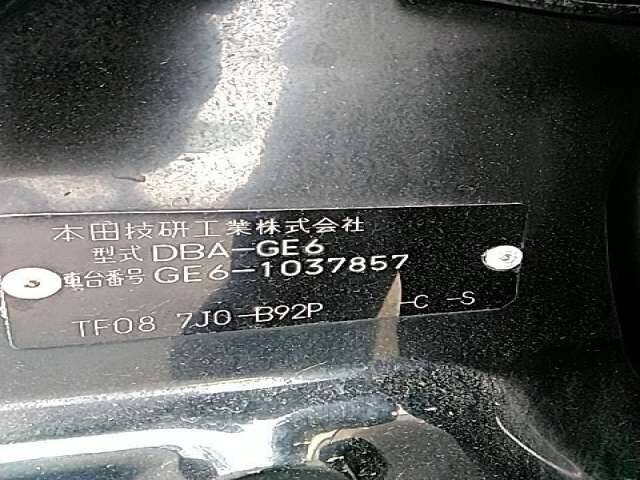 本田技研工業株式会社
型式 DBA-GE6
車台番号 GE6-1037857
TF08 7J0-B92P -C -S